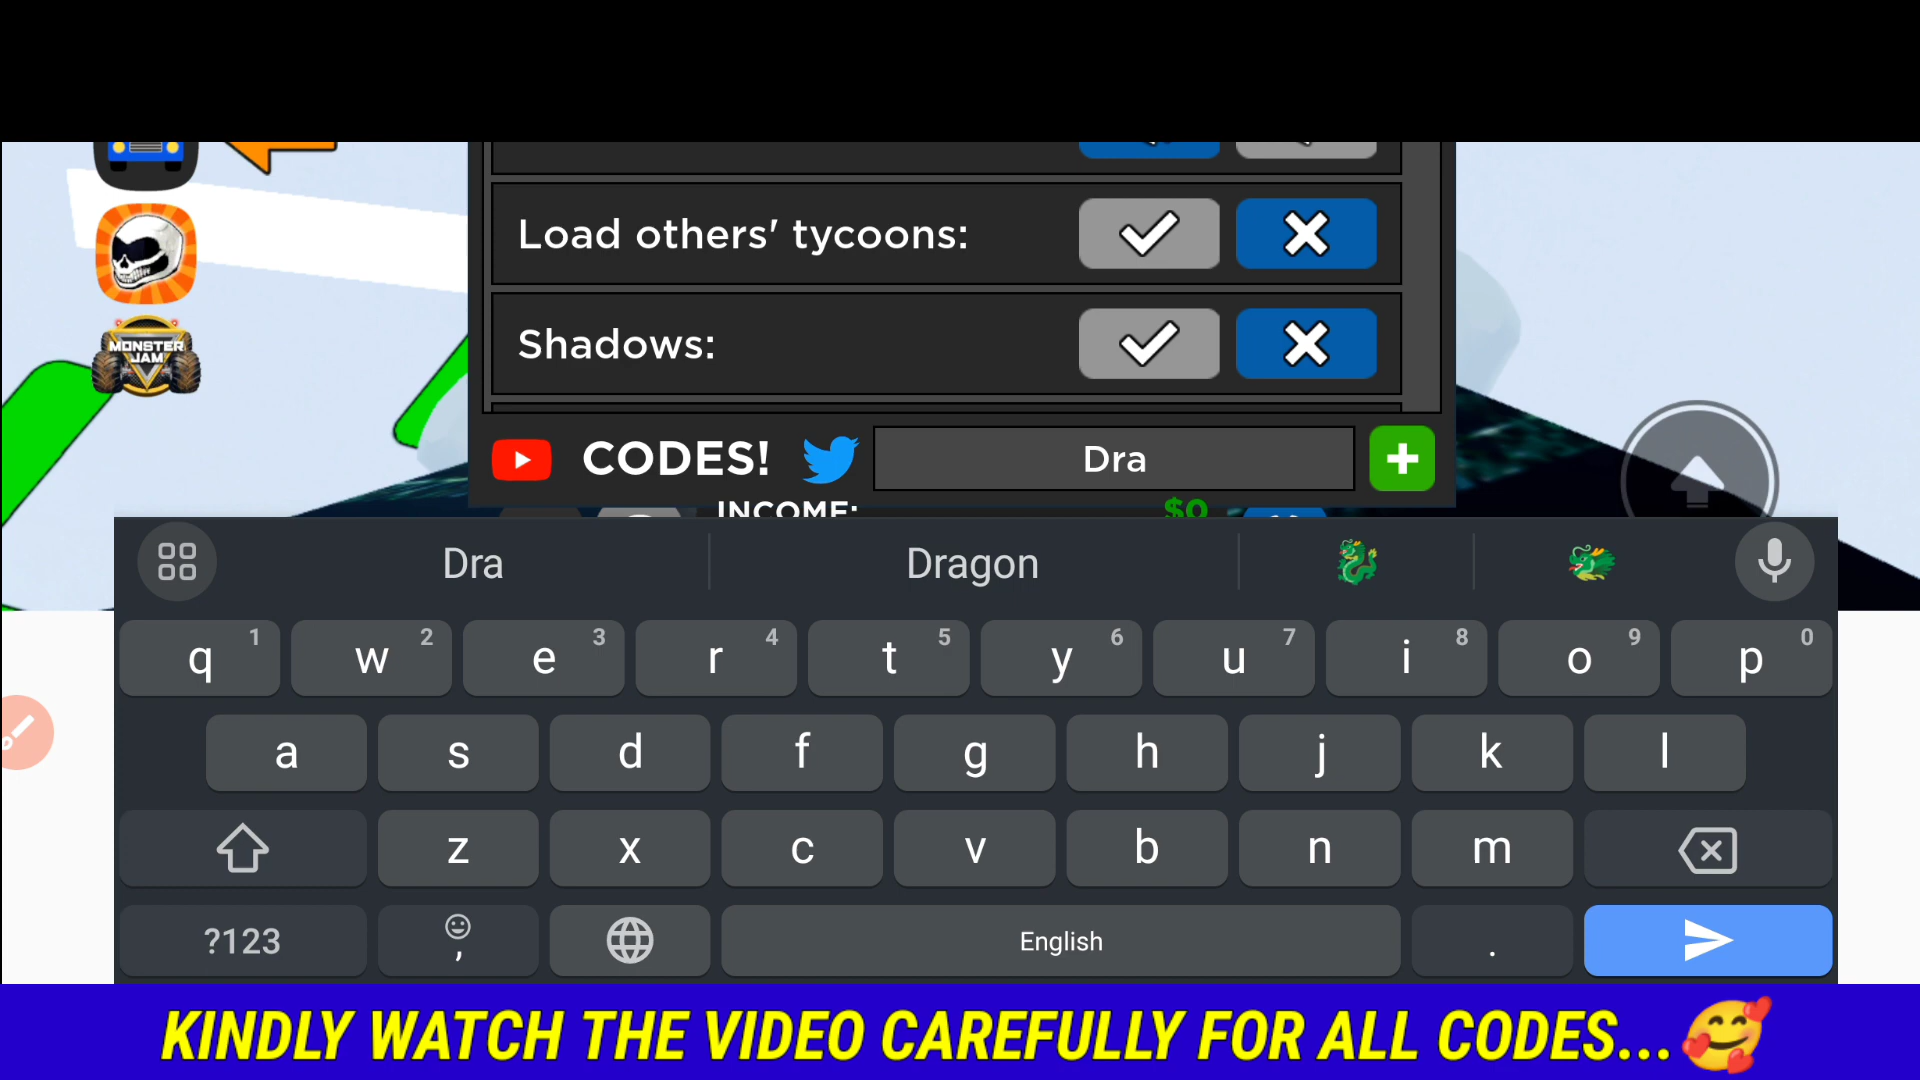 Load others' tycoons:
MONSTER
JAM
Shadows:
CODES!
Dra
INCOME:
$0
Dra
Dragon
q 1 w 2 e 3 r 4 t 5 y 6 u 7 i 8 o 9 p 0
a s d f g h j k l
z x c v b n m
?123 , English .
KINDLY WATCH THE VIDEO CAREFULLY FOR ALL CODES...